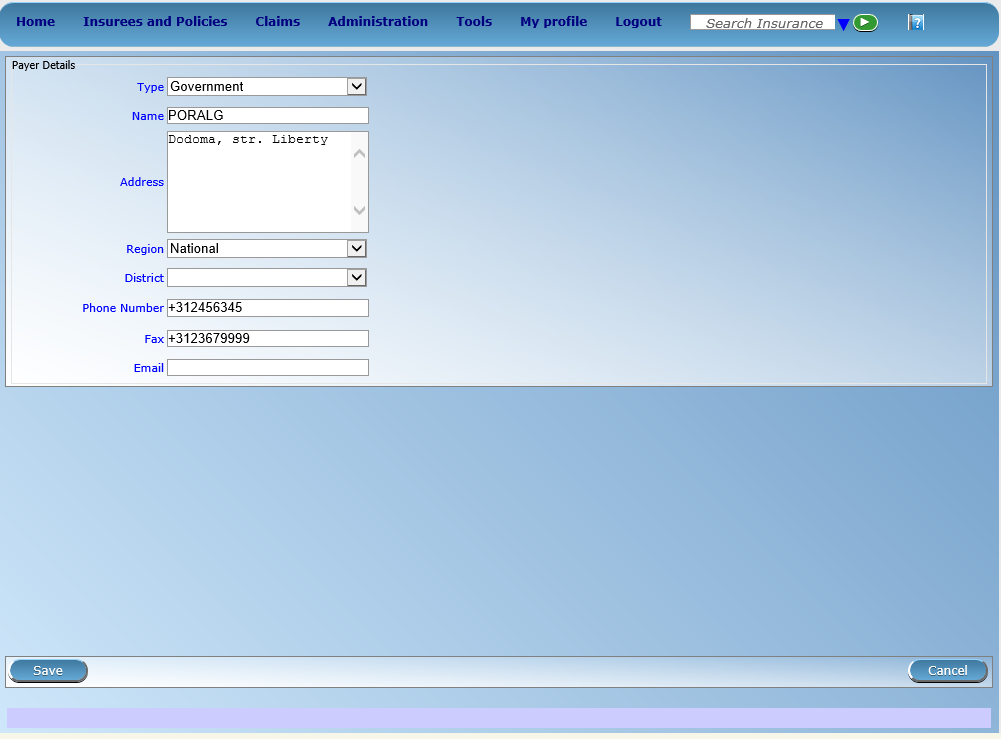 Home Insurees and Policies Claims Administration Tools My profile Logout Search Insurance ?
Payer Details
Type Government
Name PORALG
Address Dodoma, str. Liberty
Region National
District
Phone Number +312456345
Fax +3123679999
Email
Save Cancel